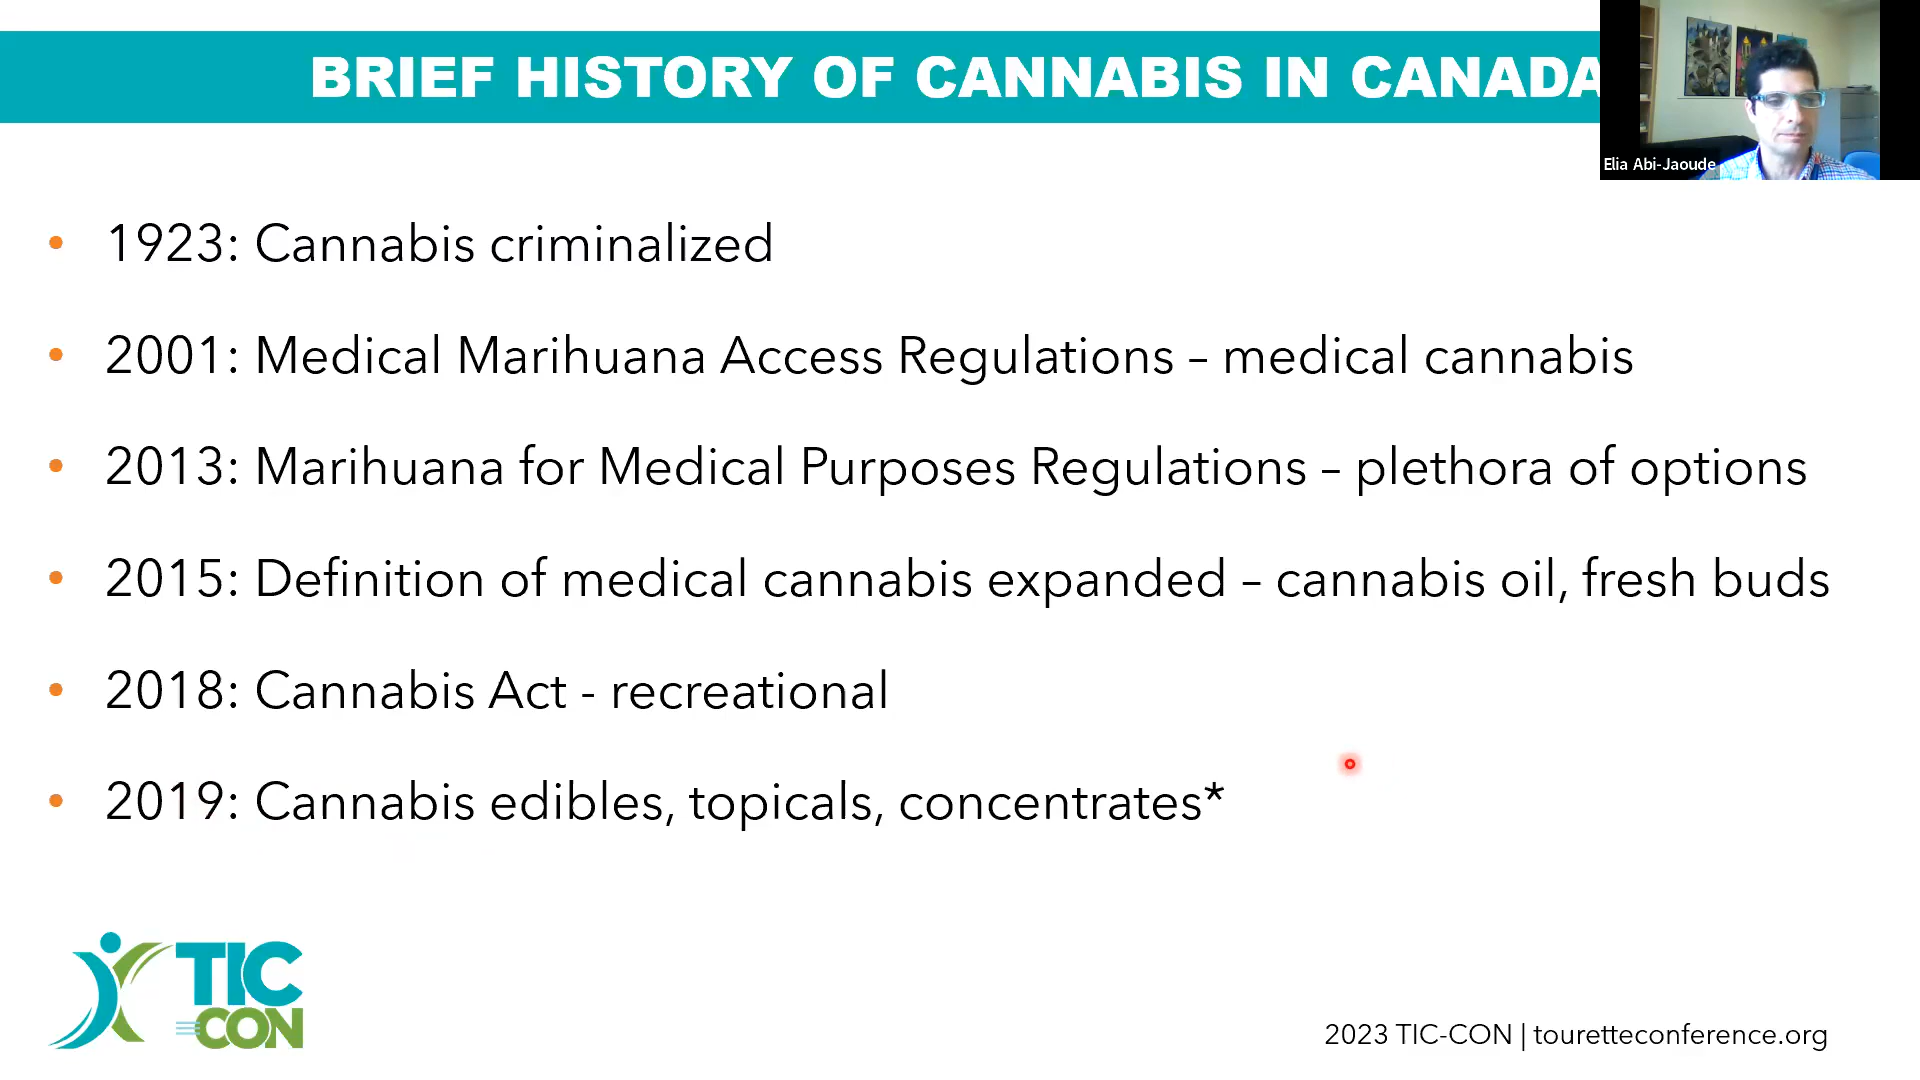 BRIEF HISTORY OF CANNABIS IN CANADA
Elia Abi-Jaoude
• 1923: Cannabis criminalized
• 2001: Medical Marihuana Access Regulations – medical cannabis
• 2013: Marihuana for Medical Purposes Regulations – plethora of options
• 2015: Definition of medical cannabis expanded – cannabis oil, fresh buds
• 2018: Cannabis Act - recreational
• 2019: Cannabis edibles, topicals, concentrates*
TIC
CON
2023 TIC-CON | touretteconference.org